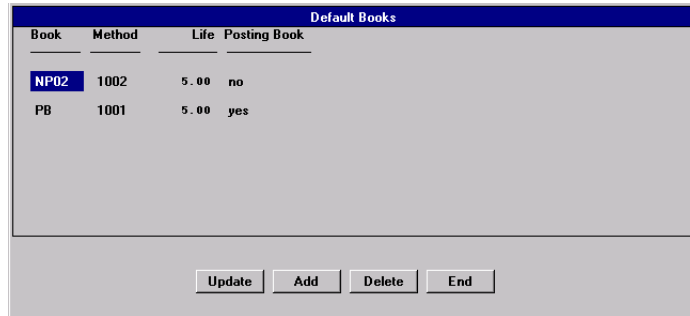 Default Books
Book Method Life Posting Book
NP02 1002 5.00 no
PB 1001 5.00 yes
Update Add Delete End